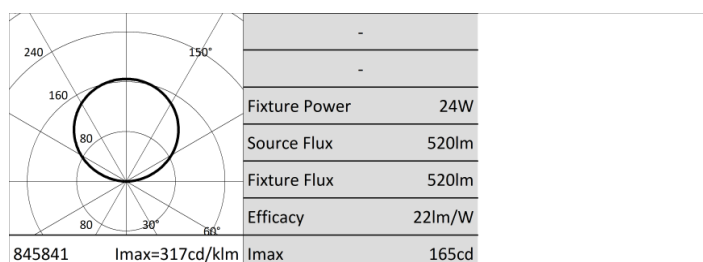 -
-
240
150°
160
80
80
30°
60°
Fixture Power 24W
Source Flux 520lm
Fixture Flux 520lm
Efficacy 22lm/W
845841 Imax=317cd/klm Imax 165cd